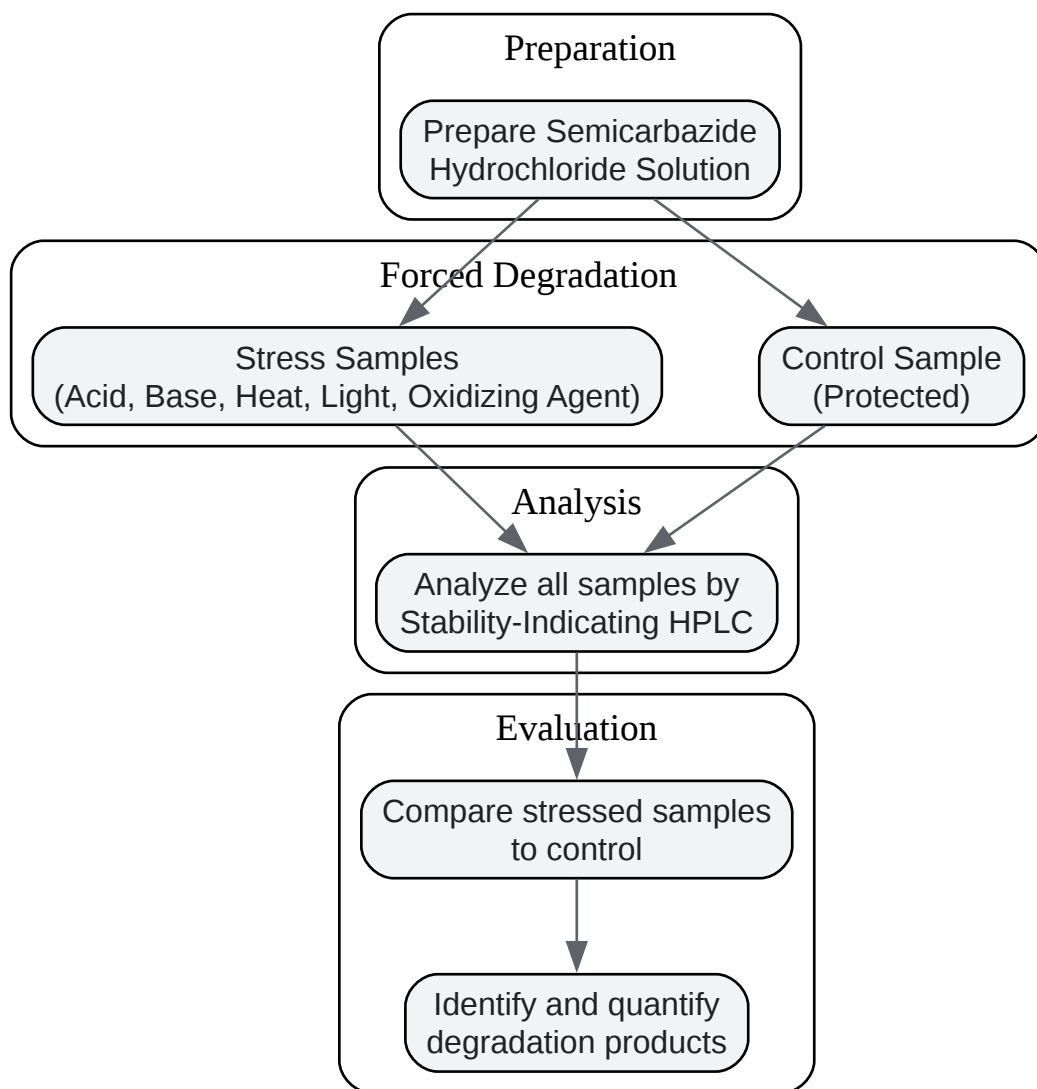 Preparation
Prepare Semicarbazide
Hydrochloride Solution
Forced Degradation
Stress Samples
(Acid, Base, Heat, Light, Oxidizing Agent)
Control Sample
(Protected)
Analysis
Analyze all samples by
Stability-Indicating HPLC
Evaluation
Compare stressed samples
to control
Identify and quantify
degradation products